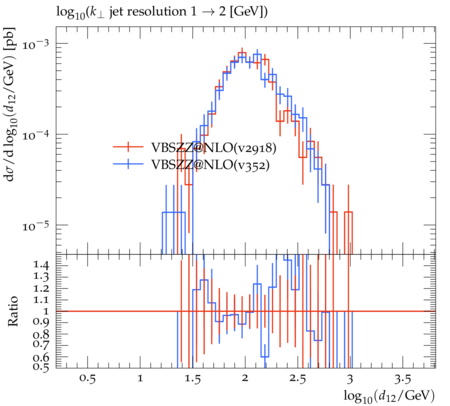 log₁₀(k⊥ jet resolution 1 → 2 [GeV])
dσ/d log₁₀(d₁₂/GeV) [pb]
10⁻³
10⁻⁴
10⁻⁵
VBSZZ@NLO(v2918)
VBSZZ@NLO(v352)
Ratio
1.4
1.3
1.2
1.1
1
0.9
0.8
0.7
0.6
0.5
0.5 1 1.5 2 2.5 3 3.5
log₁₀(d₁₂/GeV)